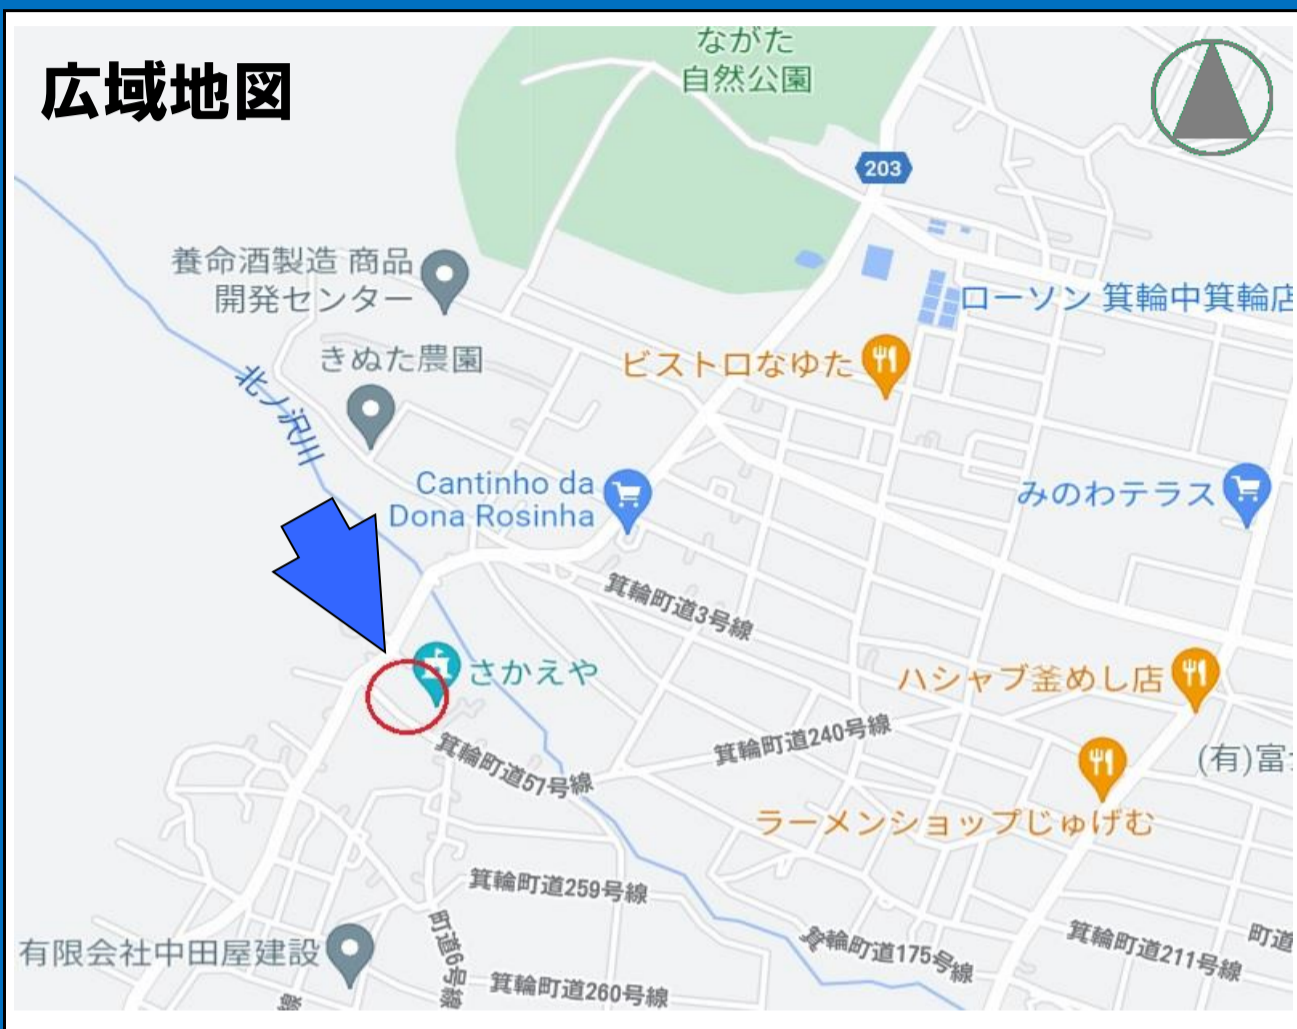 広域地図
ながた
自然公園
203
養命酒製造 商品
開発センター
ローソン 箕輪中箕輪店
きぬた農園
ビストロなゆた
北ノ沢川
Cantinho da
Dona Rosinha
みのわテラス
箕輪町道3号線
さかえや
ハシャブ釜めし店
箕輪町道57号線
箕輪町道240号線
(有)富士
ラーメンショップじゅげむ
箕輪町道259号線
有限会社中田屋建設
町道6号線
箕輪町道175号線
箕輪町道211号線
町道
箕輪町道260号線
線